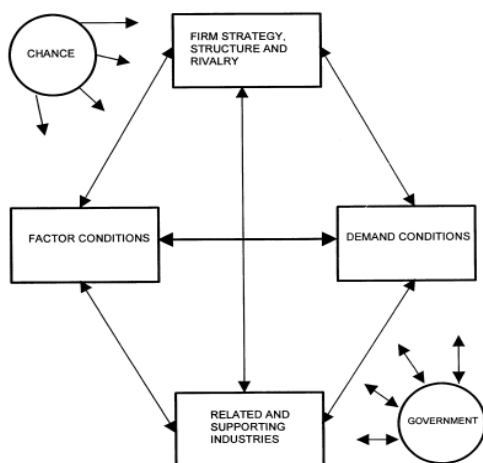 CHANCE
FIRM STRATEGY,
STRUCTURE AND
RIVALRY
FACTOR CONDITIONS
DEMAND CONDITIONS
RELATED AND
SUPPORTING
INDUSTRIES
GOVERNMENT